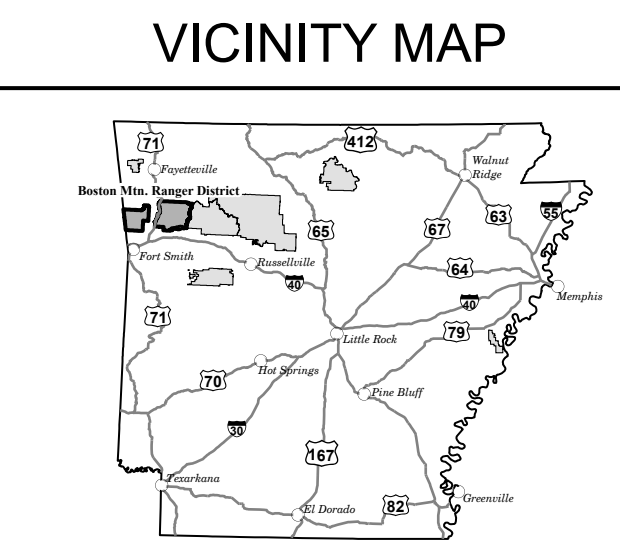 VICINITY MAP
71
412
Fayetteville
Walnut
Ridge
Boston Mtn. Ranger District
65
67
63
55
Fort Smith
Russellville
40
64
40
Memphis
71
79
Little Rock
Hot Springs
70
Pine Bluff
30
167
Texarkana
82
Greenville
El Dorado